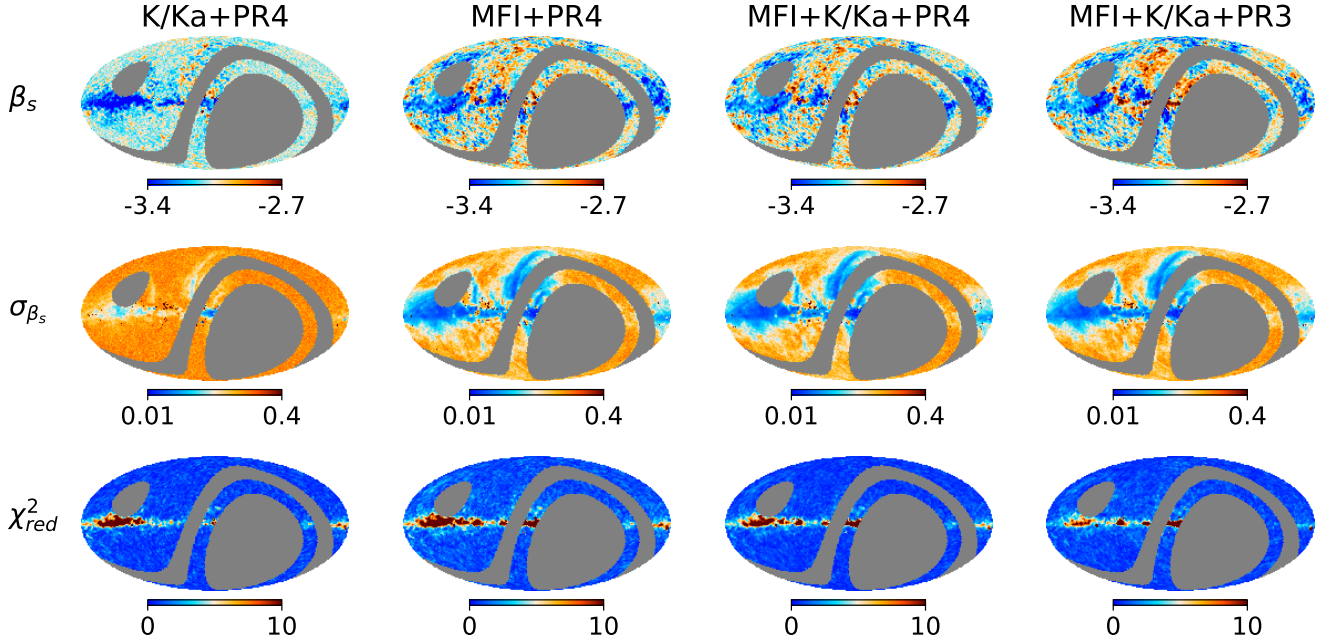 K/Ka+PR4 MFI+PR4 MFI+K/Ka+PR4 MFI+K/Ka+PR3
βs
-3.4 -2.7 -3.4 -2.7 -3.4 -2.7 -3.4 -2.7
σβs
0.01 0.4 0.01 0.4 0.01 0.4 0.01 0.4
χ²red
0 10 0 10 0 10 0 10